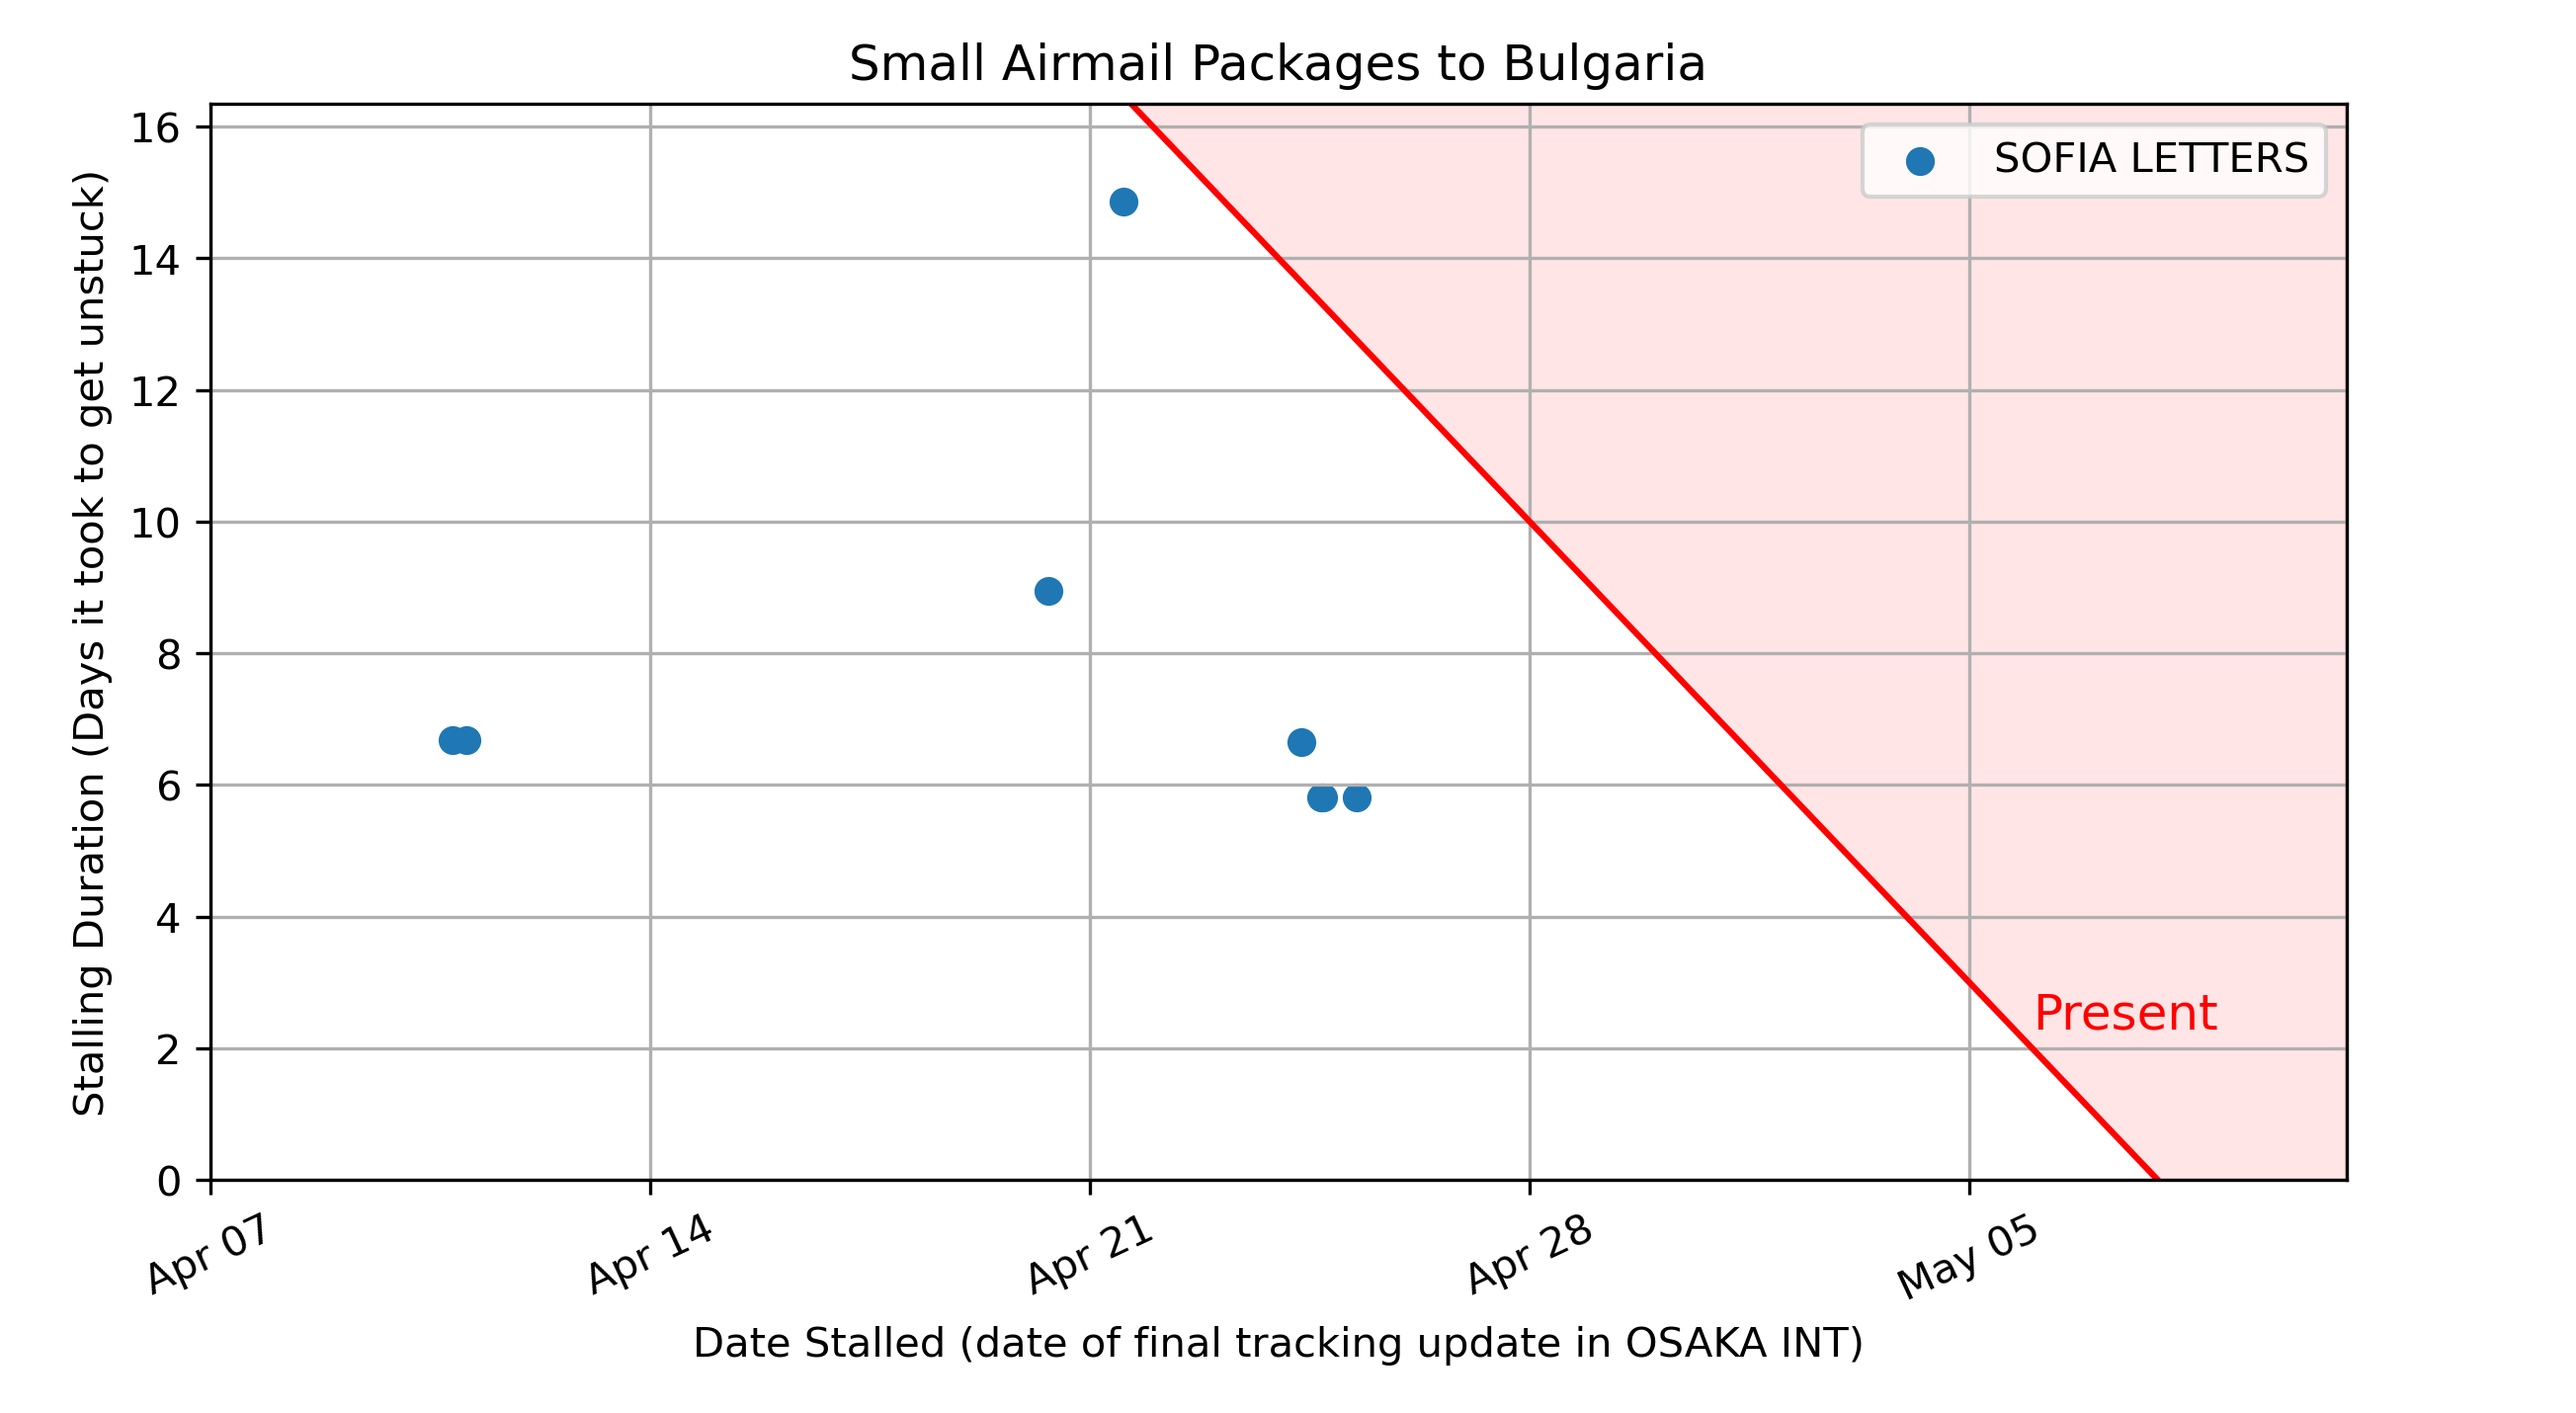 Small Airmail Packages to Bulgaria
SOFIA LETTERS
Stalling Duration (Days it took to get unstuck)
16
14
12
10
8
6
4
2
0
Present
Apr 07
Apr 14
Apr 21
Apr 28
May 05
Date Stalled (date of final tracking update in OSAKA INT)